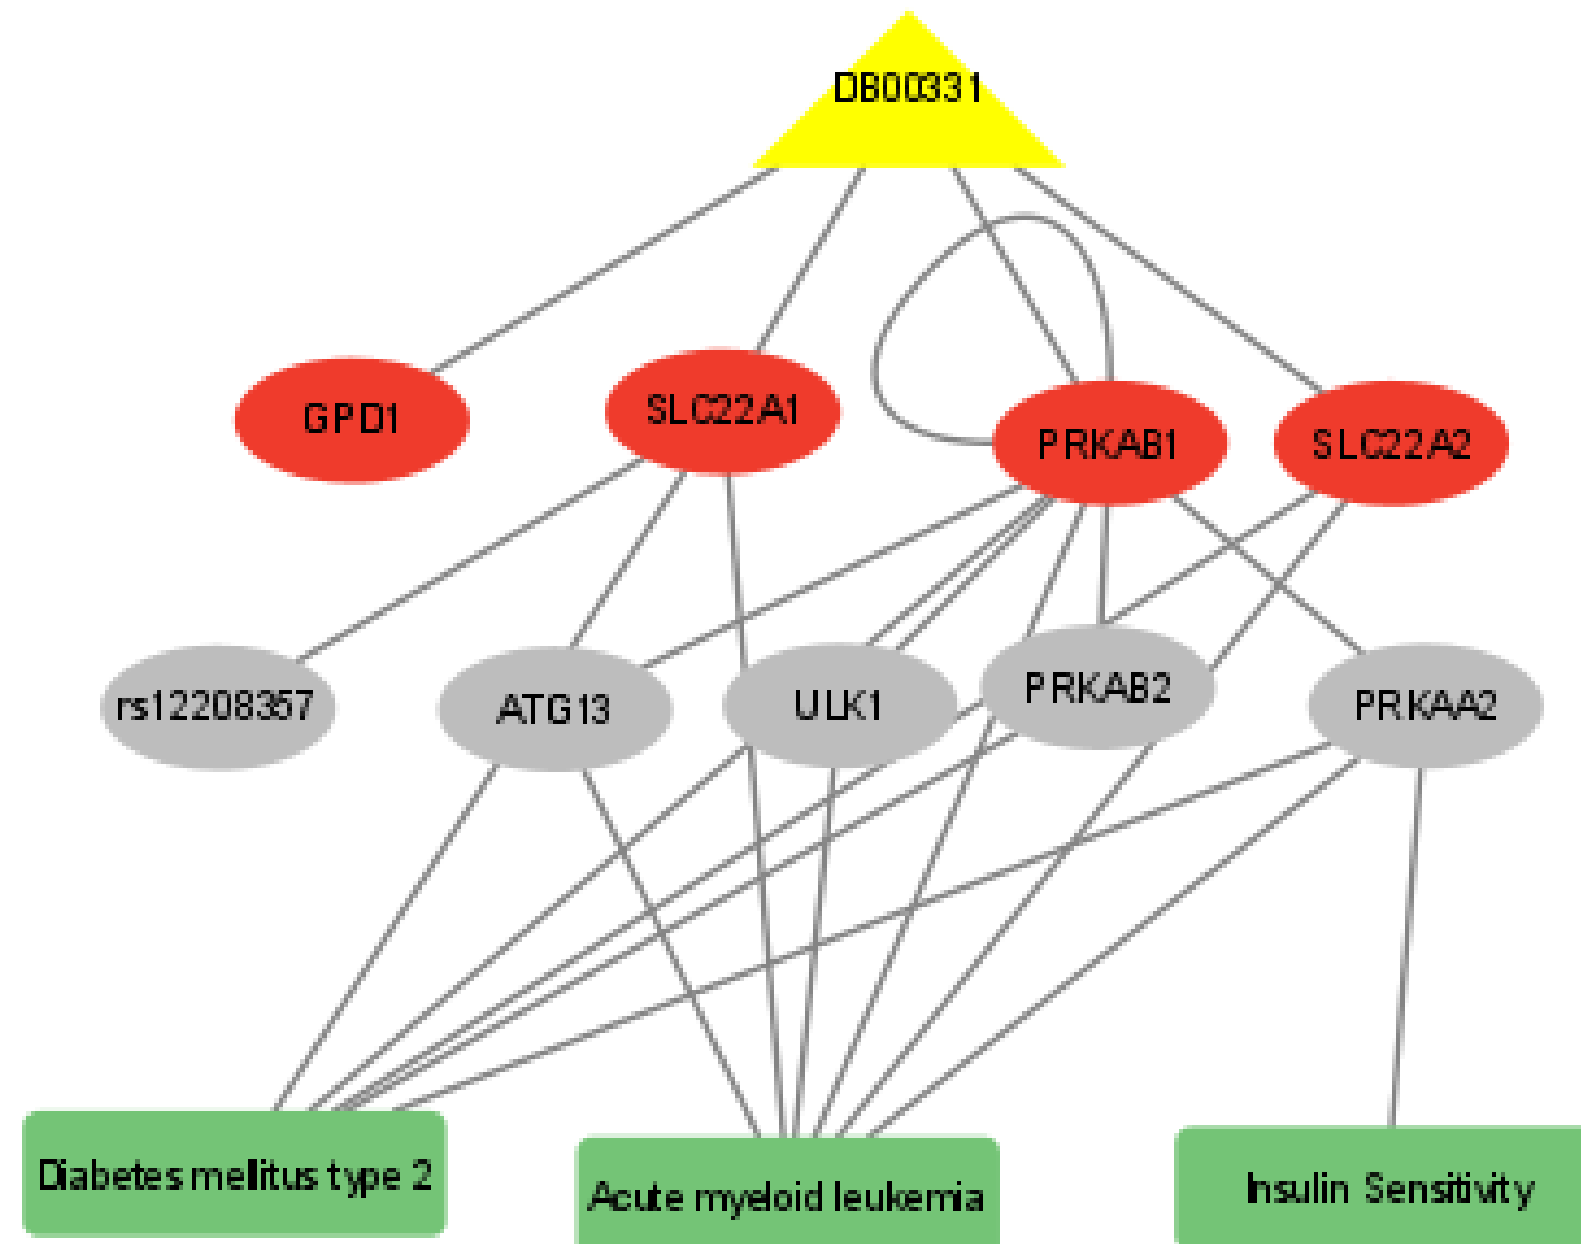 DB00331
GPD1
SLC22A1
PRKAB1
SLC22A2
rs12208357
ATG13
ULK1
PRKAB2
PRKAA2
Diabetes mellitus type 2
Acute myeloid leukemia
Insulin Sensitivity